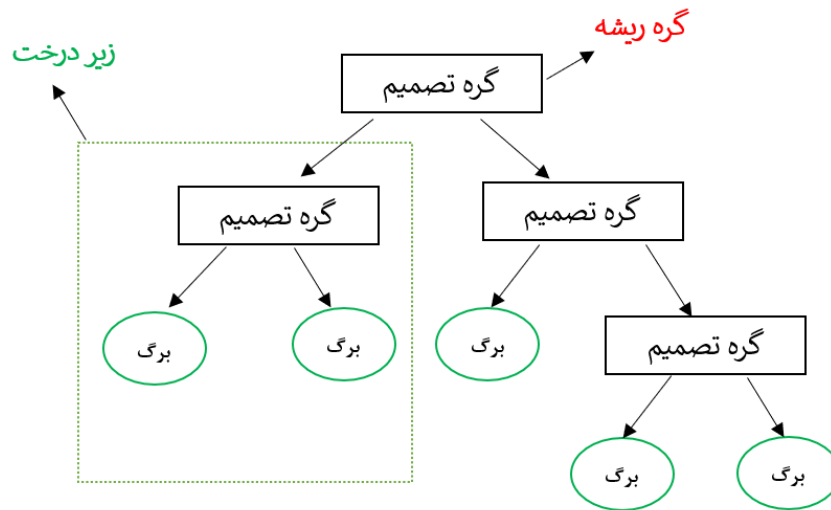 گره ریشه
زیر درخت
گره تصمیم
گره تصمیم
گره تصمیم
برگ
برگ
برگ
گره تصمیم
برگ
برگ